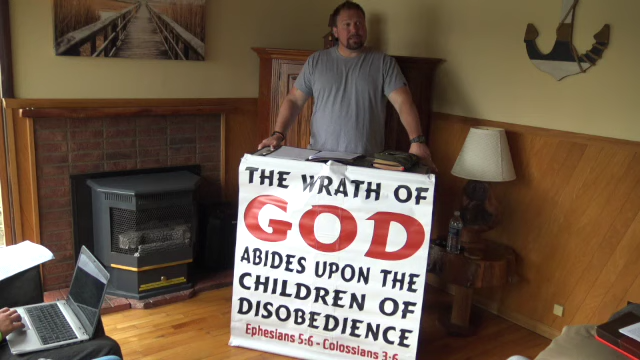 THE WRATH OF
GOD
ABIDES UPON THE
CHILDREN OF
DISOBEDIENCE
Ephesians 5:6 - Colossians 3:6